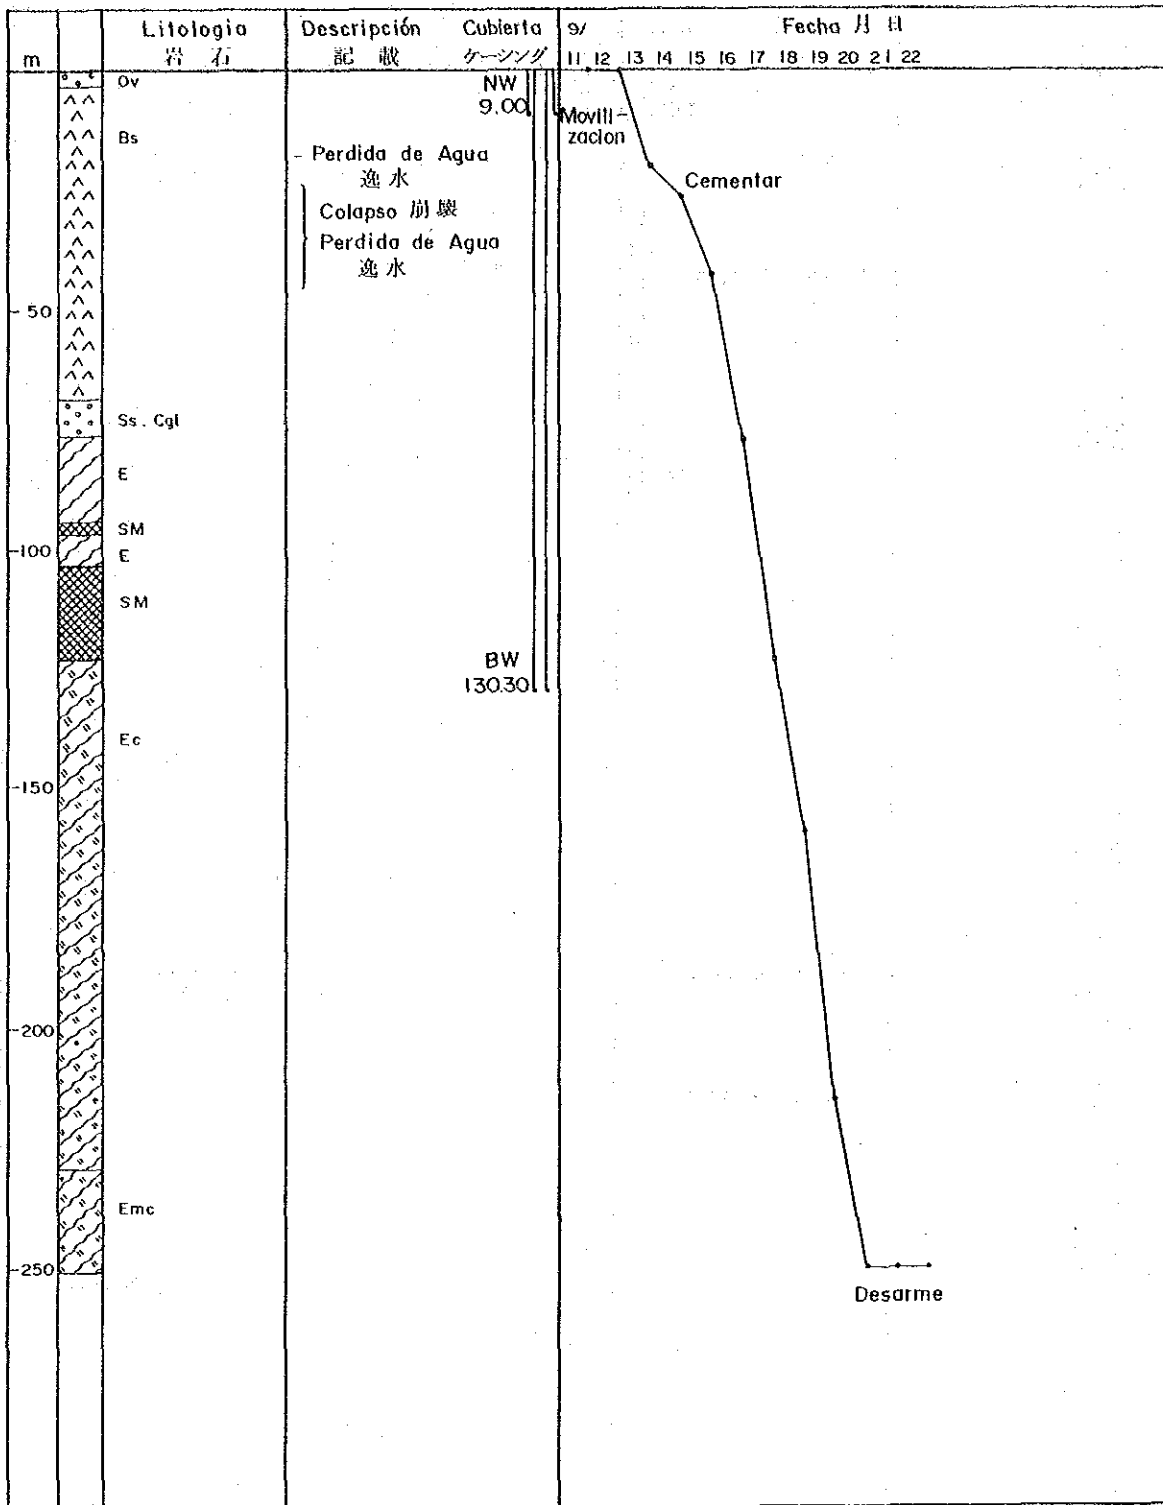 m
Litologia
岩 石
Descripción
記 載
Cubierta
ケーシング
9/
Fecha 月 日
11 12 13 14 15 16 17 18 19 20 21 22
Ov
NW
9.00
Movili-
zacion
Bs
- Perdida de Agua
逸 水
Cementar
Colapso 崩 壊
Perdida de Agua
逸 水
- 50
Ss. Cgl
E
SM
-100
E
SM
BW
130.30
Ec
-150
-200
Emc
-250
Desarme